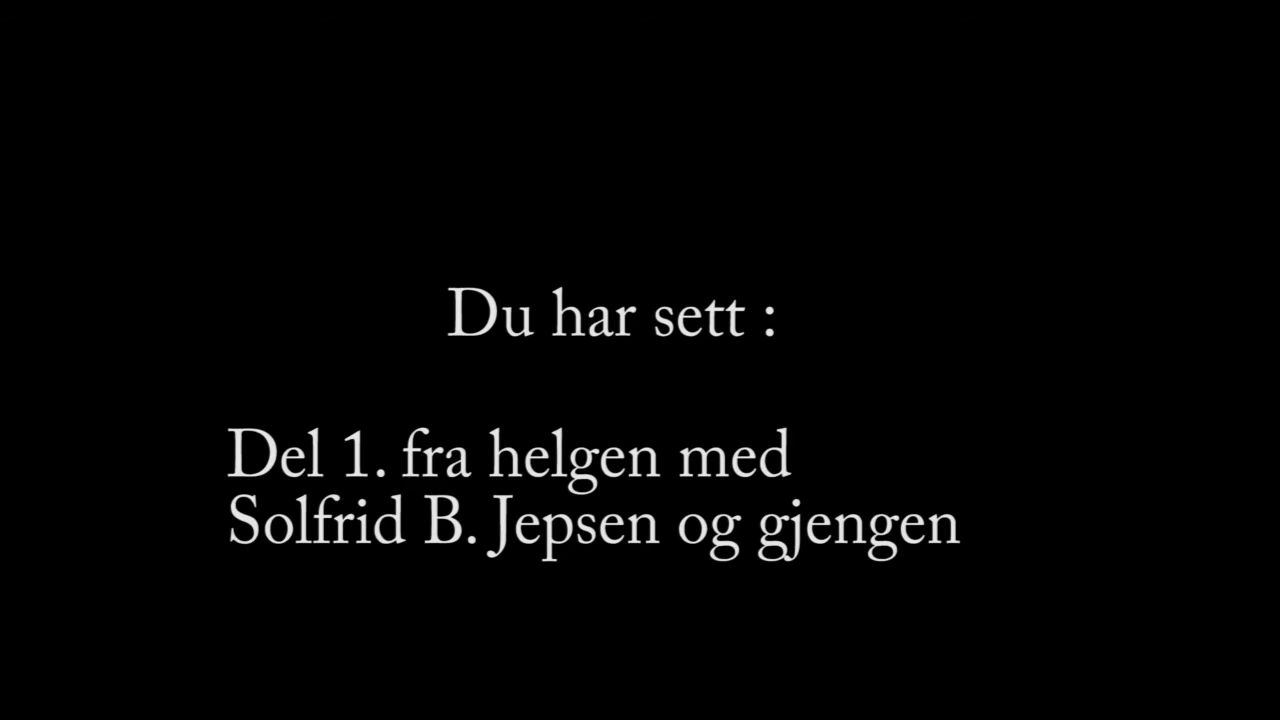 Du har sett :
Del 1. fra helgen med
Solfrid B. Jepsen og gjengen